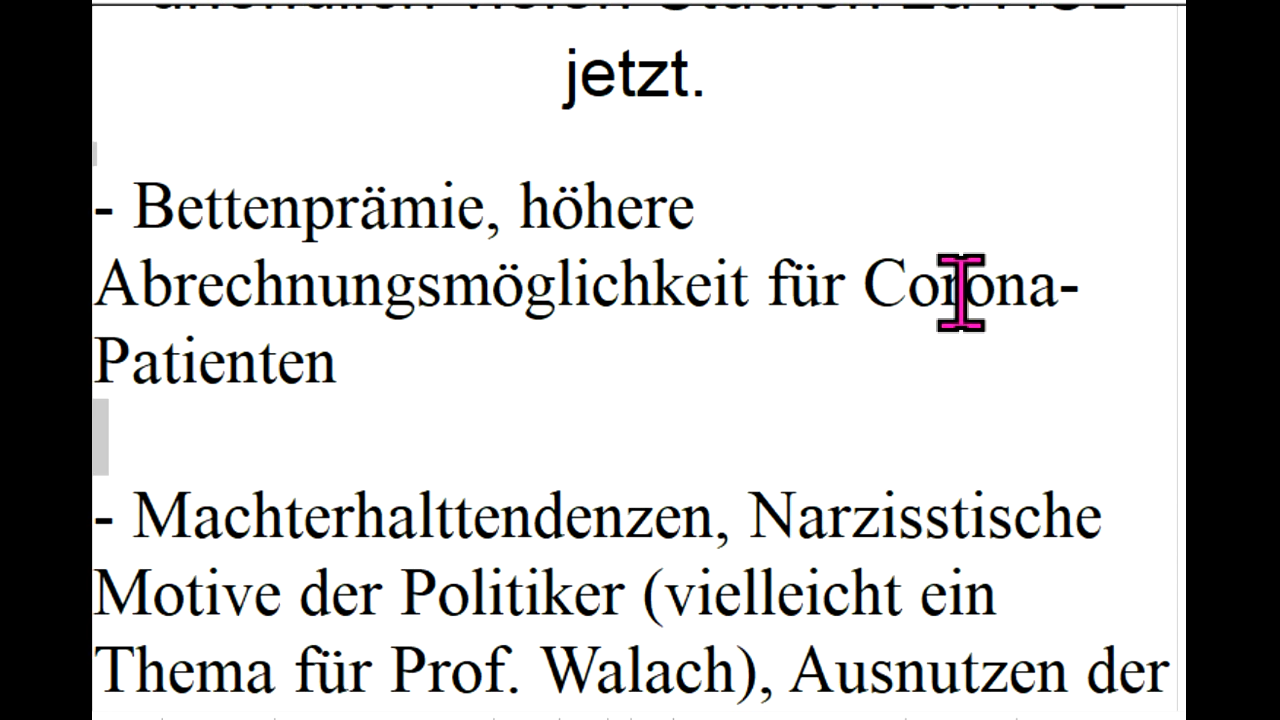 jetzt.
- Bettenprämie, höhere
Abrechnungsmöglichkeit für Corona-
Patienten
- Machterhalttendenzen, Narzisstische
Motive der Politiker (vielleicht ein
Thema für Prof. Walach), Ausnutzen der